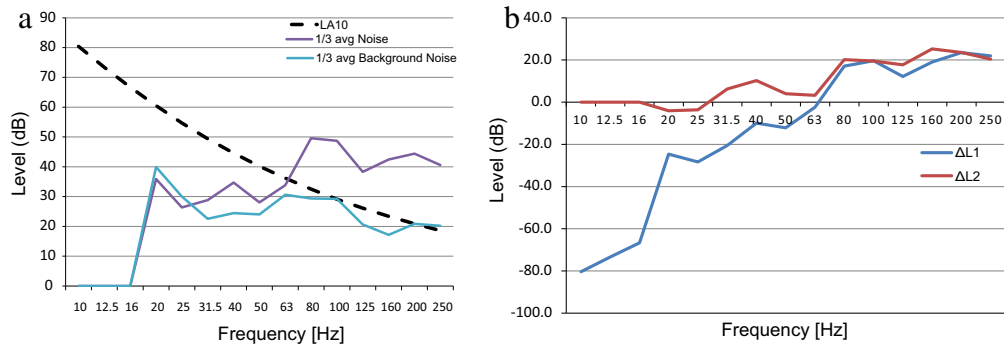 a
LA10
1/3 avg Noise
1/3 avg Background Noise
90
80
70
60
50
40
30
20
10
0
Level (dB)
10 12.5 16 20 25 31.5 40 50 63 80 100 125 160 200 250
Frequency [Hz]
b
40.0
20.0
0.0
-20.0
-40.0
-60.0
-80.0
-100.0
Level (dB)
10 12.5 16 20 25 31.5 40 50 63 80 100 125 160 200 250
ΔL1
ΔL2
Frequency [Hz]